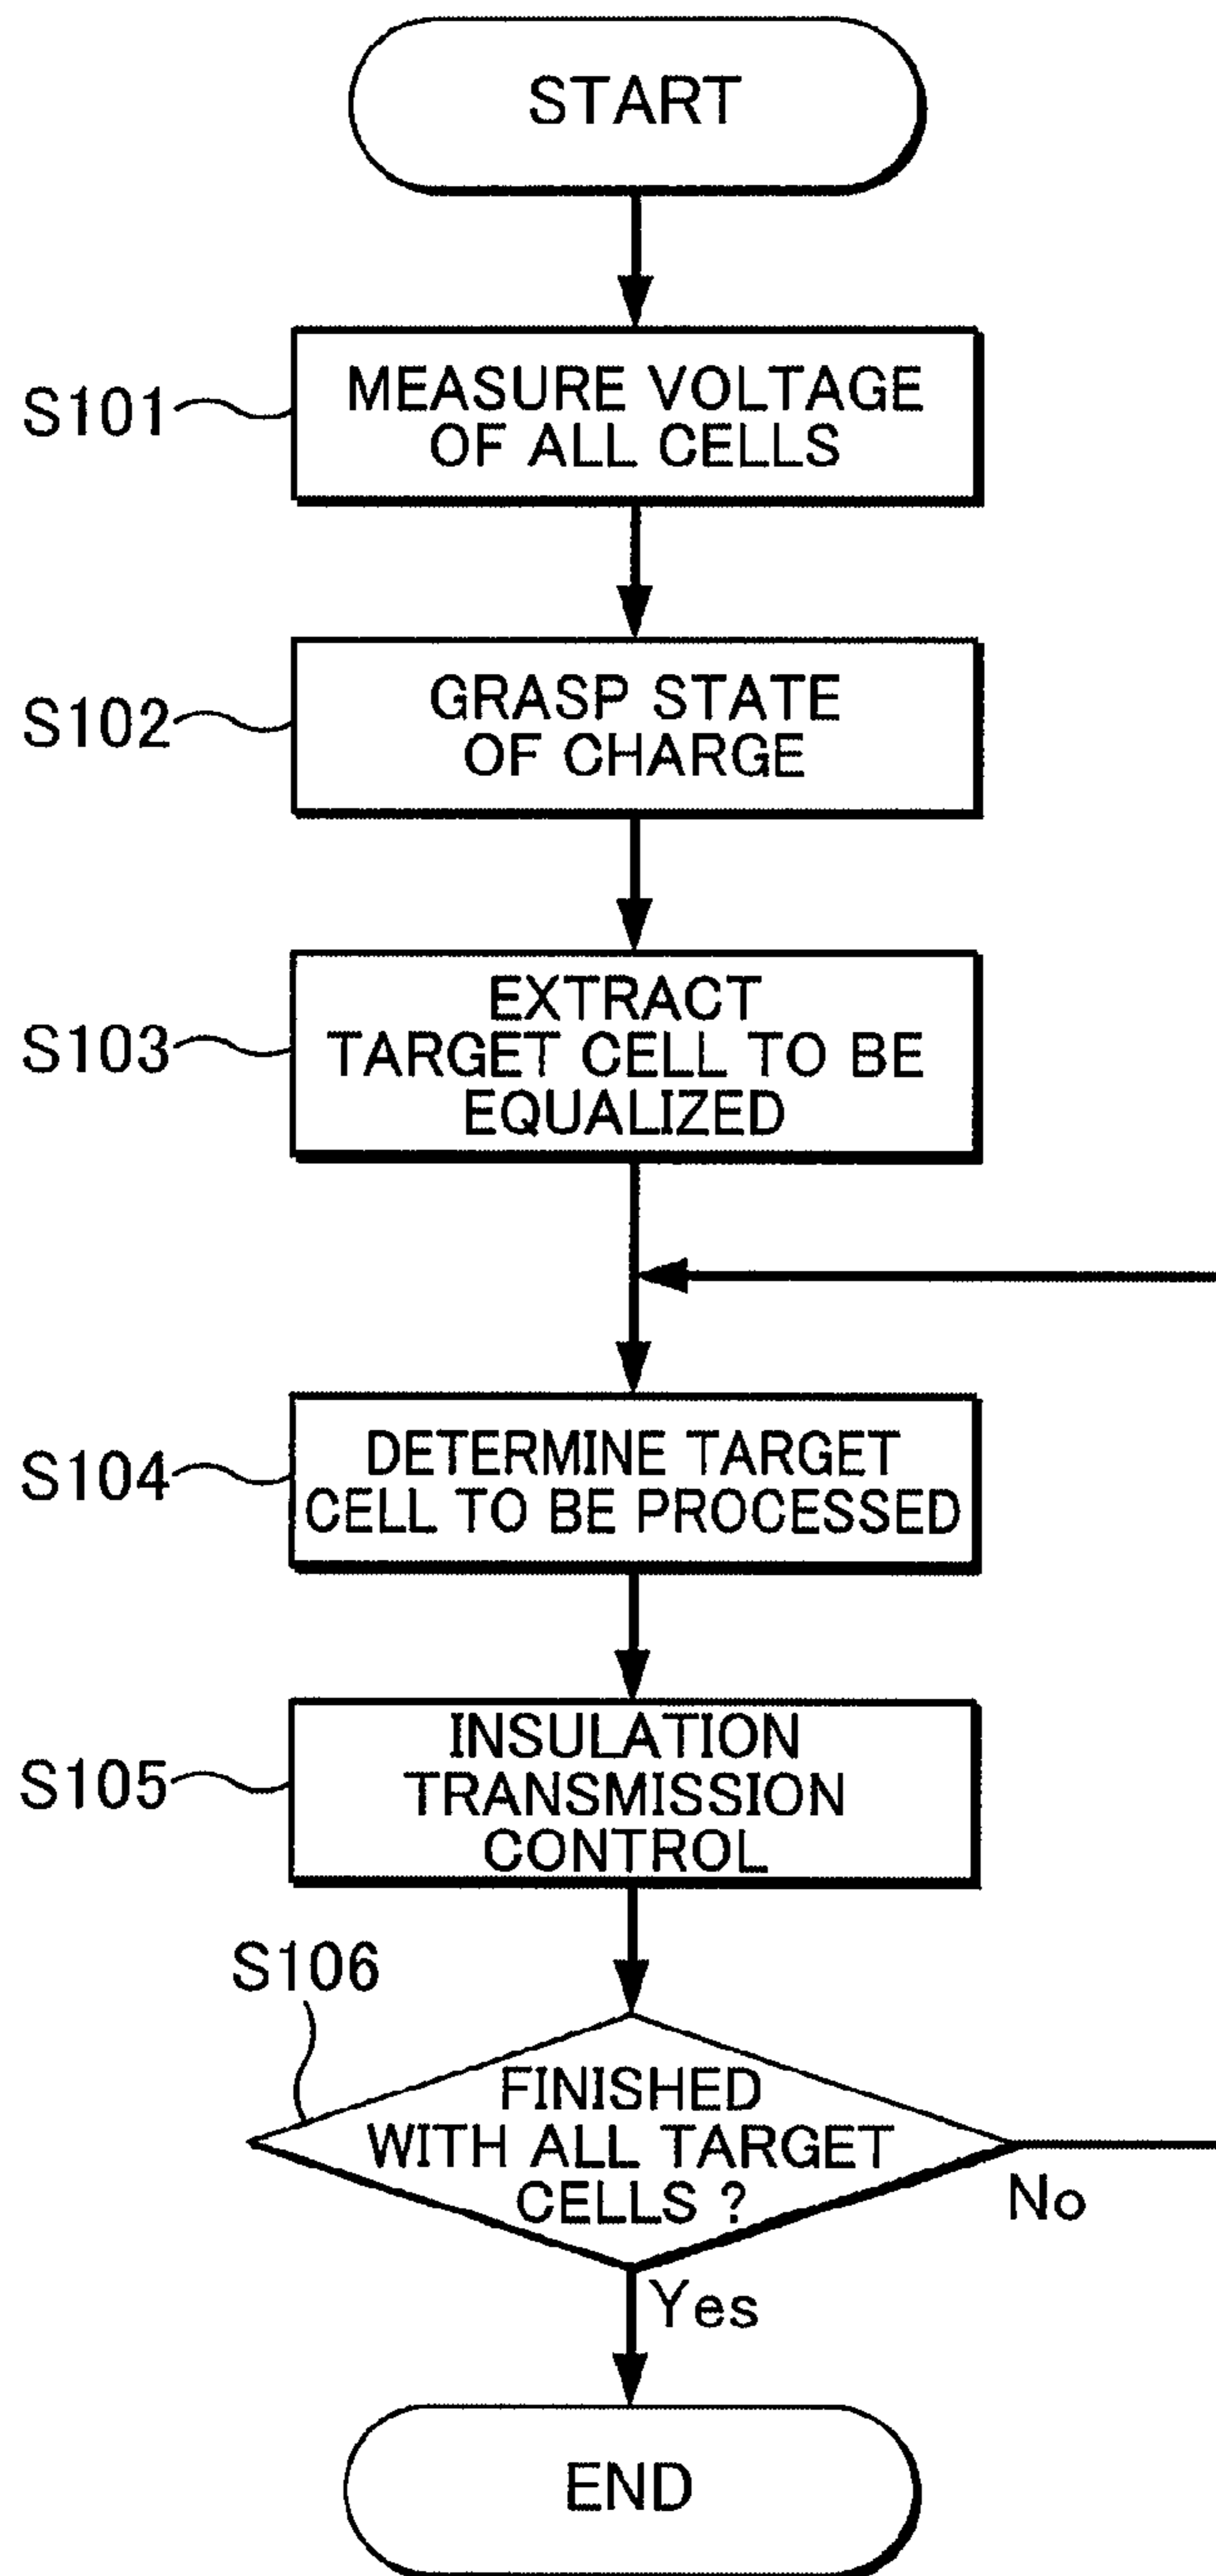 START
S101
MEASURE VOLTAGE
OF ALL CELLS
S102
GRASP STATE
OF CHARGE
S103
EXTRACT
TARGET CELL TO BE
EQUALIZED
S104
DETERMINE TARGET
CELL TO BE PROCESSED
S105
INSULATION
TRANSMISSION
CONTROL
S106
FINISHED
WITH ALL TARGET
CELLS ?
No
Yes
END